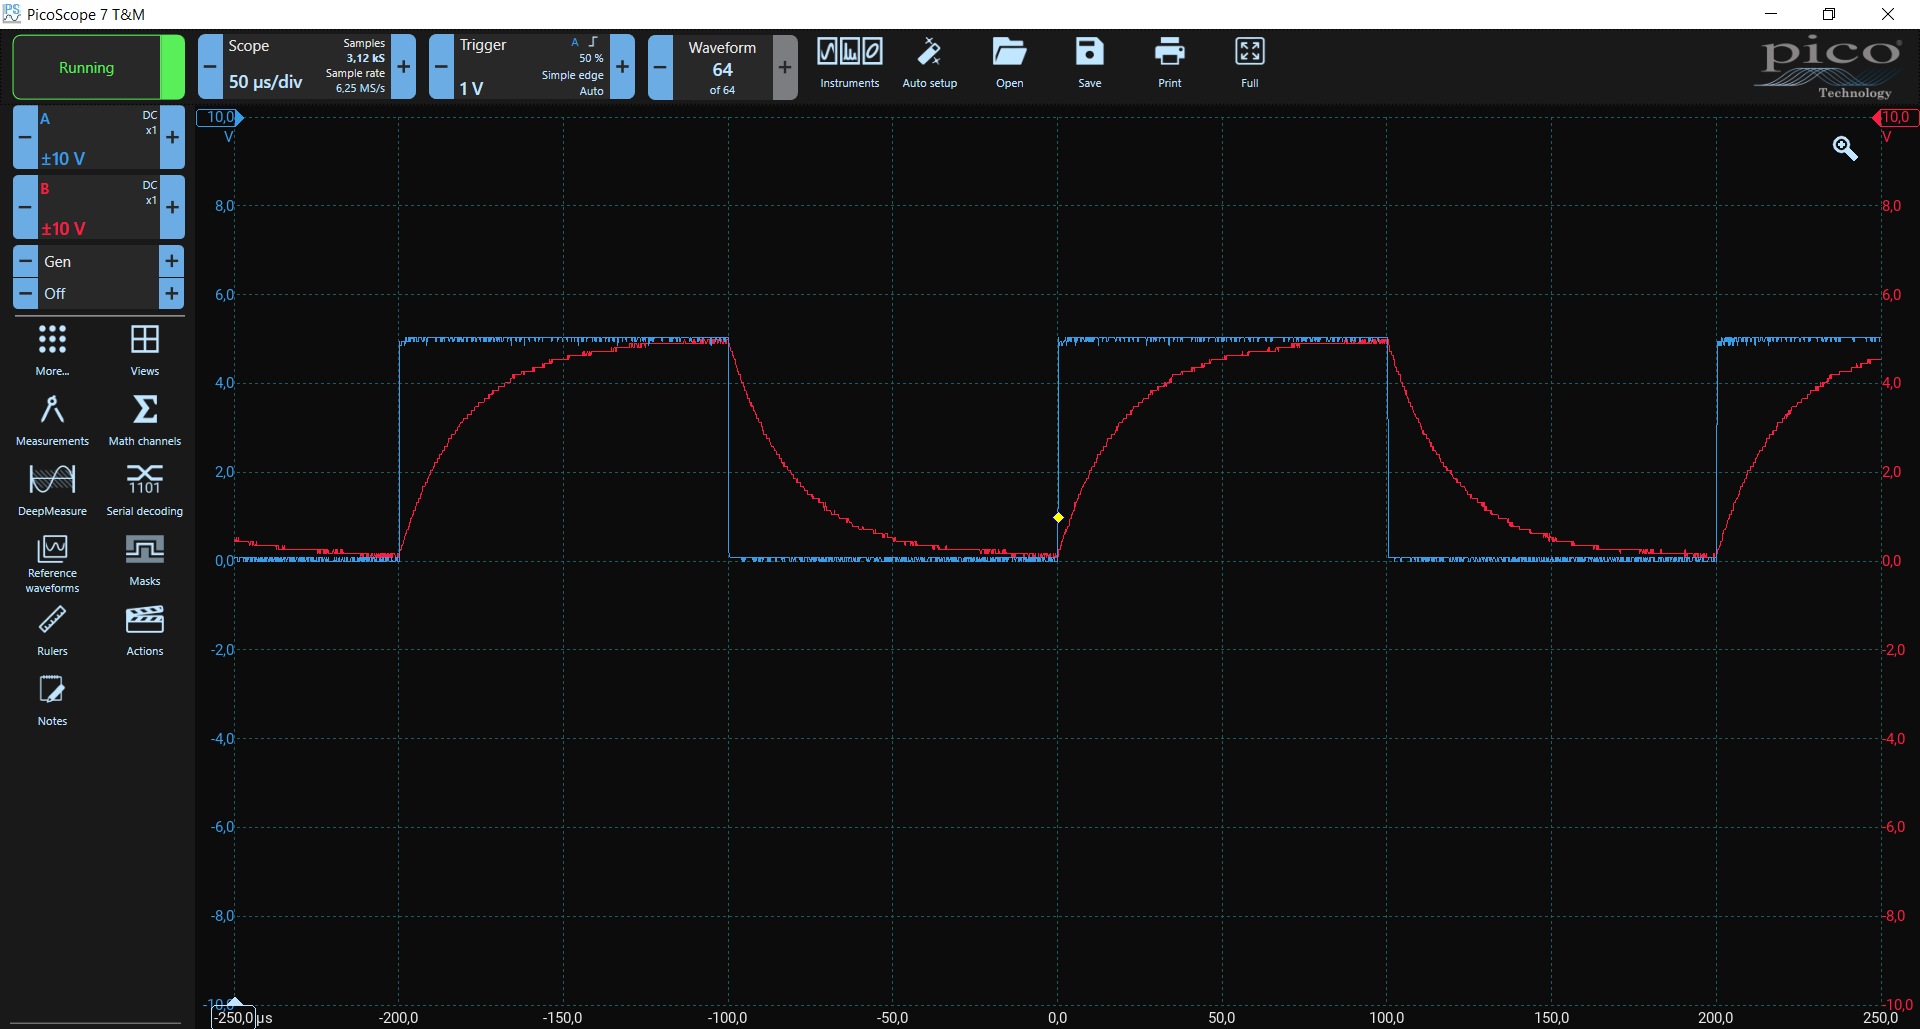 PicoScope 7 T&M
Running
Scope
50 µs/div
Samples
3,12 kS
Sample rate
6,25 MS/s
Trigger
1 V
A
50 %
Simple edge
Auto
Waveform
64
of 64
Instruments
Auto setup
Open
Save
Print
Full
pico
Technology
A
DC
x1
±10 V
B
DC
x1
±10 V
Gen
Off
More...
Views
Measurements
Math channels
DeepMeasure
1101
Serial decoding
Reference
waveforms
Masks
Rulers
Actions
Notes
10,0
V
8,0
6,0
4,0
2,0
0,0
-2,0
-4,0
-6,0
-8,0
-10,0
10,0
V
8,0
6,0
4,0
2,0
0,0
-2,0
-4,0
-6,0
-8,0
-10,0
-250,0 µs
-200,0
-150,0
-100,0
-50,0
0,0
50,0
100,0
150,0
200,0
250,0